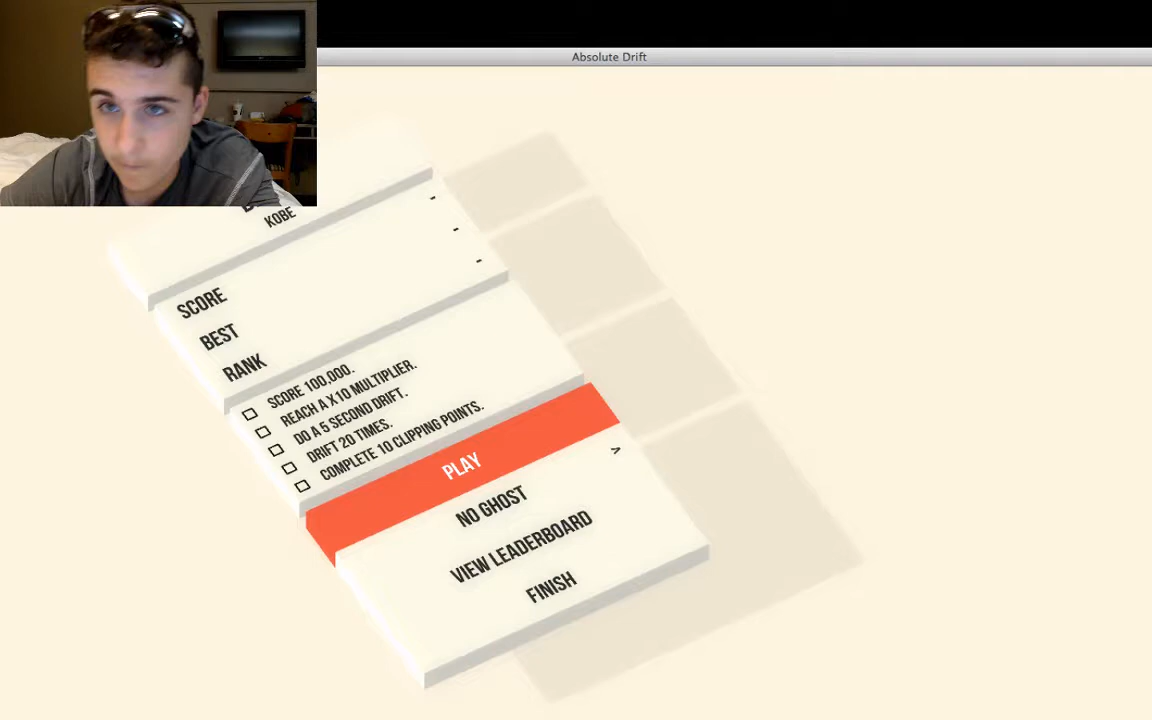 Absolute Drift
KOBE
SCORE -
BEST -
RANK -
SCORE 100,000.
REACH A X10 MULTIPLIER.
DO A 5 SECOND DRIFT.
DRIFT 20 TIMES.
COMPLETE 10 CLIPPING POINTS.
PLAY
NO GHOST >
VIEW LEADERBOARD
FINISH